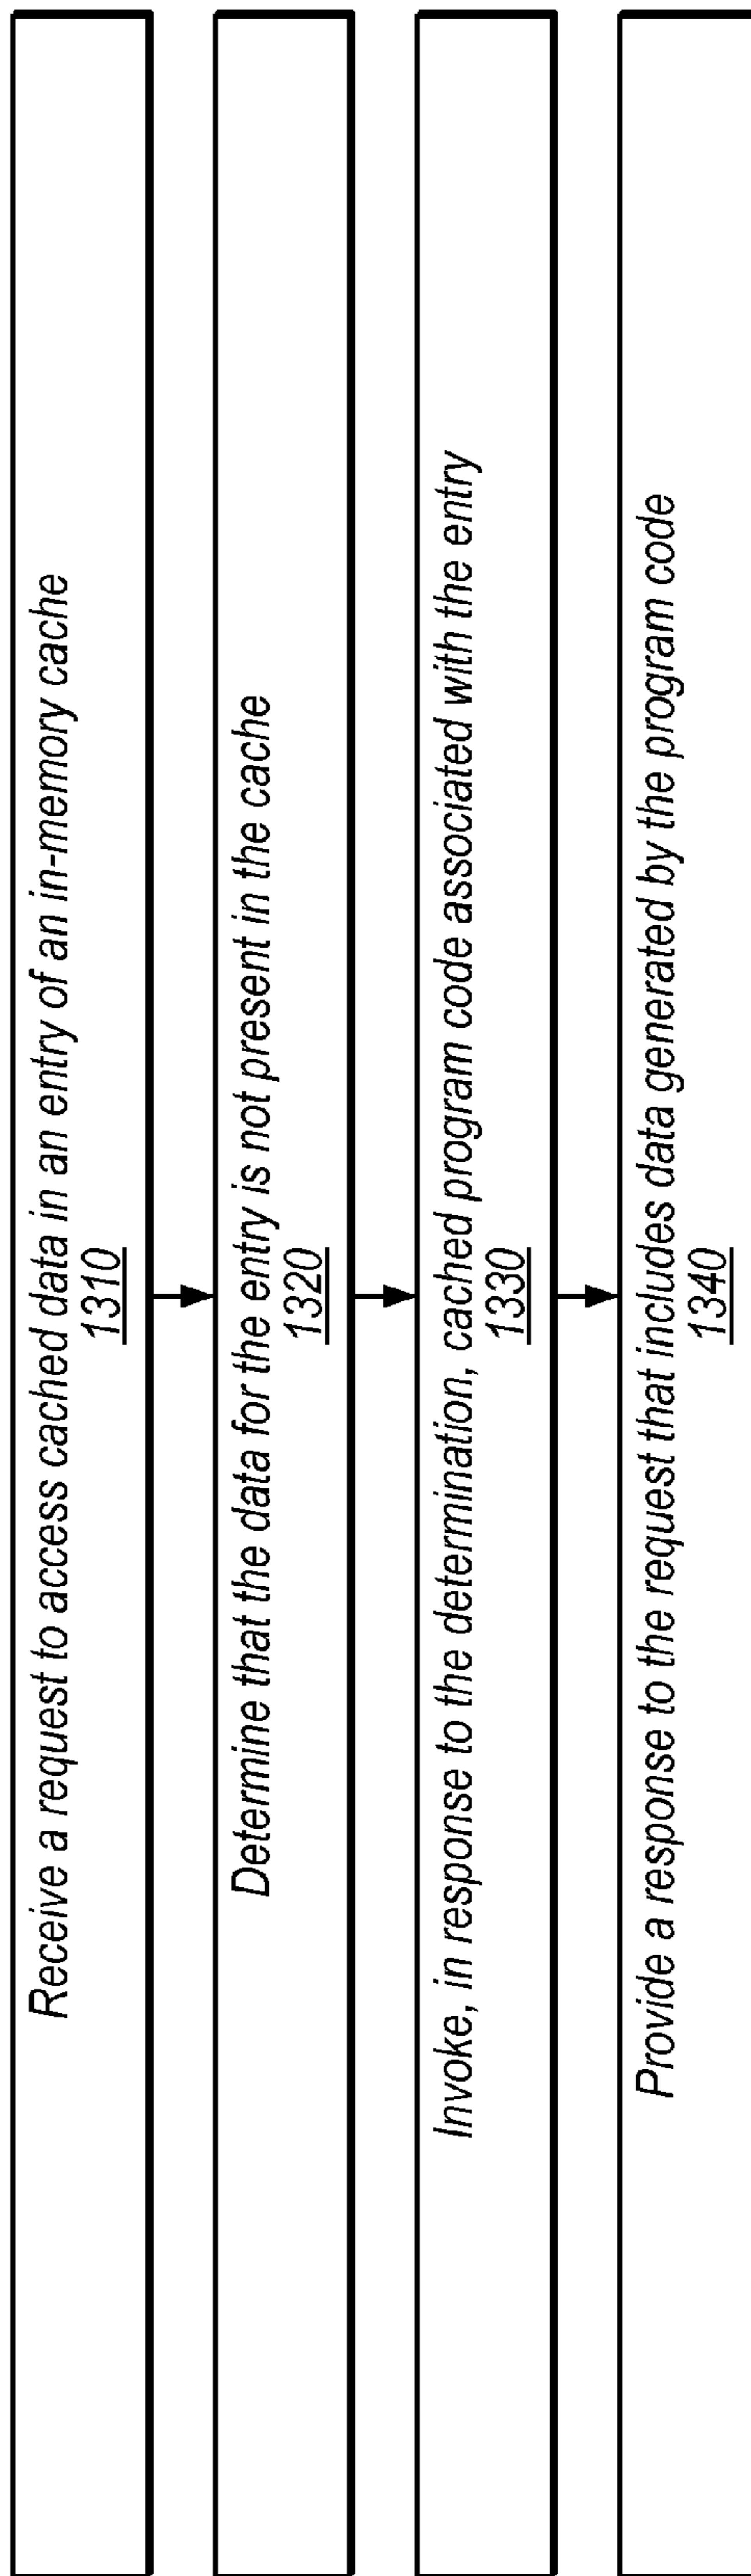 Receive a request to access cached data in an entry of an in-memory cache
1310
Determine that the data for the entry is not present in the cache
1320
Invoke, in response to the determination, cached program code associated with the entry
1330
Provide a response to the request that includes data generated by the program code
1340